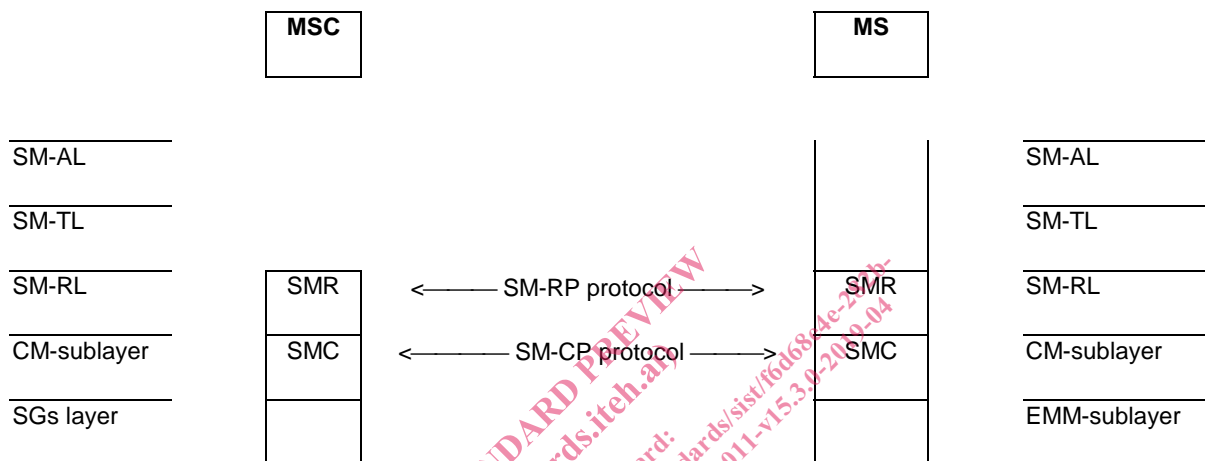 MSC MS
SM-AL SM-AL
SM-TL SM-TL
SM-RL SMR <—— SM-RP protocol ——> SMR SM-RL
CM-sublayer SMC <—— SM-CP protocol ——> SMC CM-sublayer
SGs layer EMM-sublayer